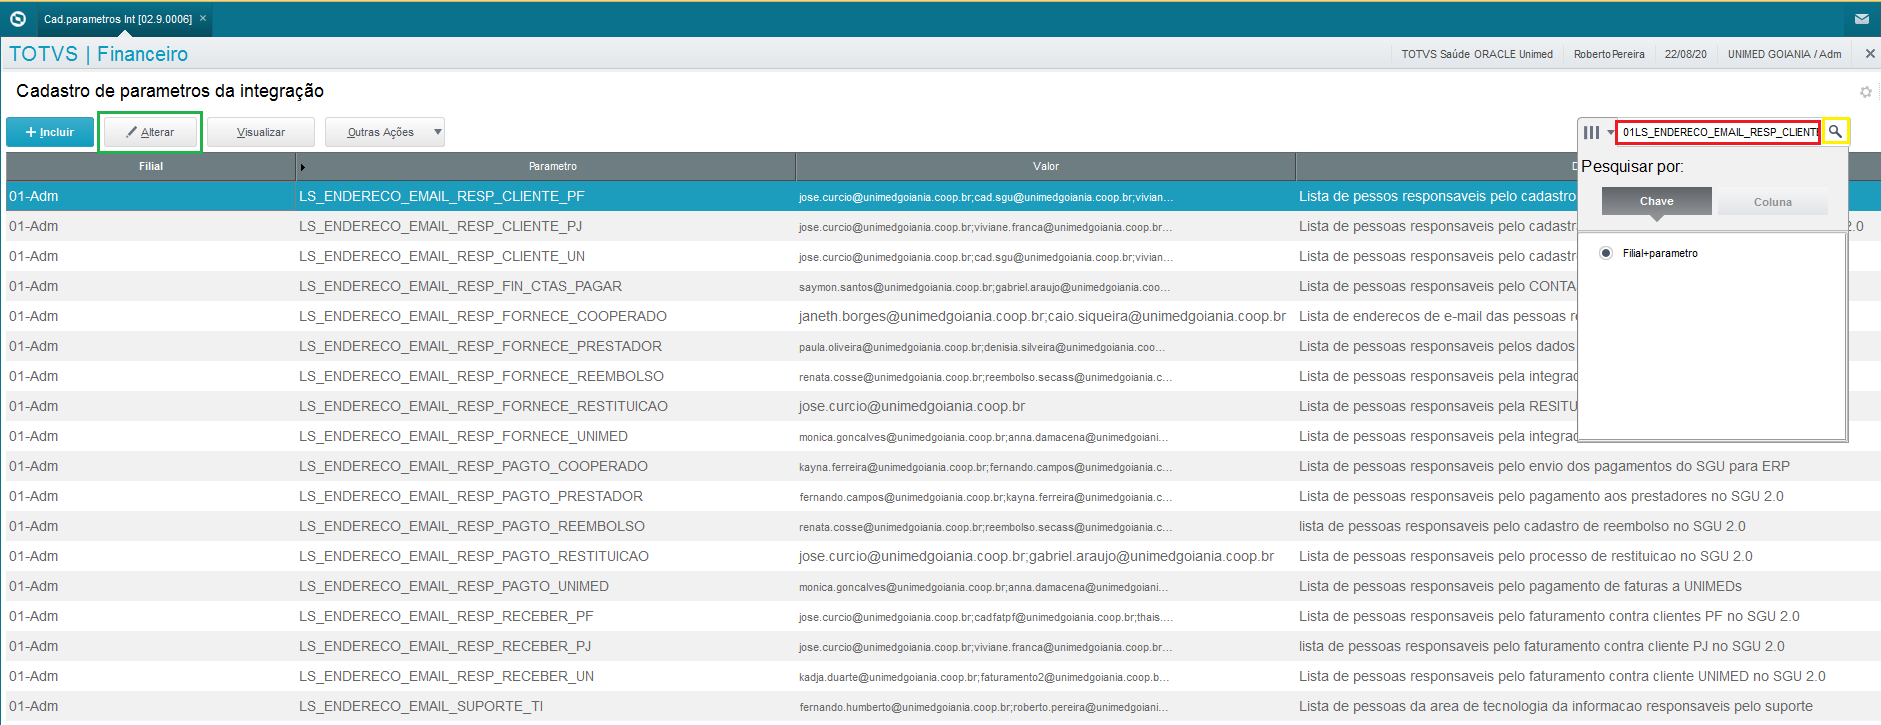 Cad.parametros Int [02.9.0006] ×
TOTVS | Financeiro
TOTVS Saúde ORACLE Unimed
RobertoPereira
22/08/20
UNIMED GOIANIA / Adm
Cadastro de parametros da integração
+ Incluir
Alterar
Visualizar
Outras Ações
01LS_ENDERECO_EMAIL_RESP_CLIENTE
Pesquisar por:
Chave
Coluna
Filial+parametro
Filial Parametro Valor D
01-Adm LS_ENDERECO_EMAIL_RESP_CLIENTE_PF jose.curcio@unimedgoiania.coop.br;cad.sgu@unimedgoiania.coop.br;vivian... Lista de pessos responsaveis pelo cadastro
01-Adm LS_ENDERECO_EMAIL_RESP_CLIENTE_PJ jose.curcio@unimedgoiania.coop.br;viviane.franca@unimedgoiania.coop.br... Lista de pessoas responsaveis pelo cadastr 2.0
01-Adm LS_ENDERECO_EMAIL_RESP_CLIENTE_UN jose.curcio@unimedgoiania.coop.br;cad.sgu@unimedgoiania.coop.br;vivian... Lista de pessoas responsaveis pelo cadastr
01-Adm LS_ENDERECO_EMAIL_RESP_FIN_CTAS_PAGAR saymon.santos@unimedgoiania.coop.br;gabriel.araujo@unimedgoiania.coo... Lista de pessoas responsaveis pelo CONTA
01-Adm LS_ENDERECO_EMAIL_RESP_FORNECE_COOPERADO janeth.borges@unimedgoiania.coop.br;caio.siqueira@unimedgoiania.coop.br Lista de enderecos de e-mail das pessoas r
01-Adm LS_ENDERECO_EMAIL_RESP_FORNECE_PRESTADOR paula.oliveira@unimedgoiania.coop.br;denisia.silveira@unimedgoiania.coo... Lista de pessoas responsaveis pelos dados
01-Adm LS_ENDERECO_EMAIL_RESP_FORNECE_REEMBOLSO renata.cosse@unimedgoiania.coop.br;reembolso.secass@unimedgoiania.c... Lista de pessoas responsaveis pela integrac
01-Adm LS_ENDERECO_EMAIL_RESP_FORNECE_RESTITUICAO jose.curcio@unimedgoiania.coop.br Lista de pessoas responsaveis pela RESITU
01-Adm LS_ENDERECO_EMAIL_RESP_FORNECE_UNIMED monica.goncalves@unimedgoiania.coop.br;anna.damacena@unimedgoiani... Lista de pessoas responsaveis pela integrac
01-Adm LS_ENDERECO_EMAIL_RESP_PAGTO_COOPERADO kayna.ferreira@unimedgoiania.coop.br;fernando.campos@unimedgoiania.c... Lista de pessoas responsaveis pelo envio dos pagamentos do SGU para ERP
01-Adm LS_ENDERECO_EMAIL_RESP_PAGTO_PRESTADOR fernando.campos@unimedgoiania.coop.br;kayna.ferreira@unimedgoiania.c... Lista de pessoas responsaveis pelo pagamento aos prestadores no SGU 2.0
01-Adm LS_ENDERECO_EMAIL_RESP_PAGTO_REEMBOLSO renata.cosse@unimedgoiania.coop.br;reembolso.secass@unimedgoiania.c... lista de pessoas responsaveis pelo cadastro de reembolso no SGU 2.0
01-Adm LS_ENDERECO_EMAIL_RESP_PAGTO_RESTITUICAO jose.curcio@unimedgoiania.coop.br;gabriel.araujo@unimedgoiania.coop.br Lista de pessoas responsaveis pelo processo de restituicao no SGU 2.0
01-Adm LS_ENDERECO_EMAIL_RESP_PAGTO_UNIMED monica.goncalves@unimedgoiania.coop.br;anna.damacena@unimedgoiani... Lista de pessoas responsaveis pelo pagamento de faturas a UNIMEDs
01-Adm LS_ENDERECO_EMAIL_RESP_RECEBER_PF jose.curcio@unimedgoiania.coop.br;cadfatpf@unimedgoiania.coop.br;thais.... Lista de pessoas responsaveis pelo faturamento contra clientes PF no SGU 2.0
01-Adm LS_ENDERECO_EMAIL_RESP_RECEBER_PJ jose.curcio@unimedgoiania.coop.br;viviane.franca@unimedgoiania.coop.br... lista de pessoas responsaveis pelo faturamento contra cliente PJ no SGU 2.0
01-Adm LS_ENDERECO_EMAIL_RESP_RECEBER_UN kadja.duarte@unimedgoiania.coop.br;faturamento2@unimedgoiania.coop.b... Lista de pessoas responsaveis pelo faturamento contra cliente UNIMED no SGU 2.0
01-Adm LS_ENDERECO_EMAIL_SUPORTE_TI fernando.humberto@unimedgoiania.coop.br;roberto.pereira@unimedgoiani... Lista de pessoas da area de tecnologia da informacao responsaveis pelo suporte